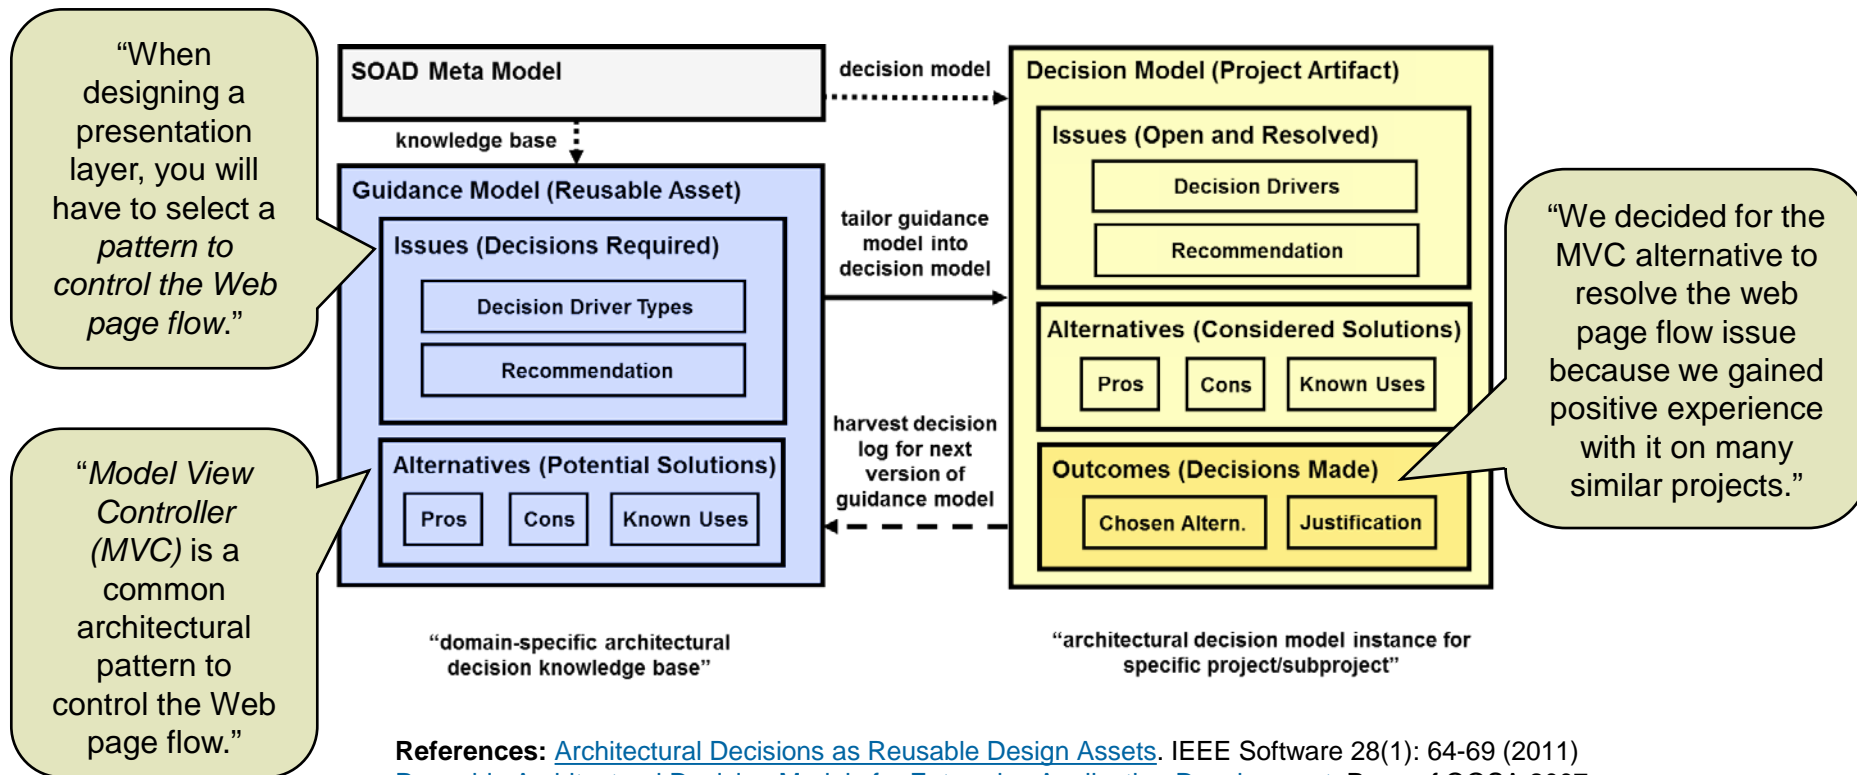 “When
designing a
presentation
layer, you will
have to select a
pattern to
control the Web
page flow.”
“Model View
Controller
(MVC) is a
common
architectural
pattern to
control the Web
page flow.”
SOAD Meta Model
knowledge base
decision model
Guidance Model (Reusable Asset)
Issues (Decisions Required)
Decision Driver Types
Recommendation
Alternatives (Potential Solutions)
Pros
Cons
Known Uses
“domain-specific architectural
decision knowledge base”
tailor guidance
model into
decision model
harvest decision
log for next
version of
guidance model
Decision Model (Project Artifact)
Issues (Open and Resolved)
Decision Drivers
Recommendation
Alternatives (Considered Solutions)
Pros
Cons
Known Uses
Outcomes (Decisions Made)
Chosen Altern.
Justification
“architectural decision model instance for
specific project/subproject”
“We decided for the
MVC alternative to
resolve the web
page flow issue
because we gained
positive experience
with it on many
similar projects.”
References: Architectural Decisions as Reusable Design Assets. IEEE Software 28(1): 64-69 (2011)